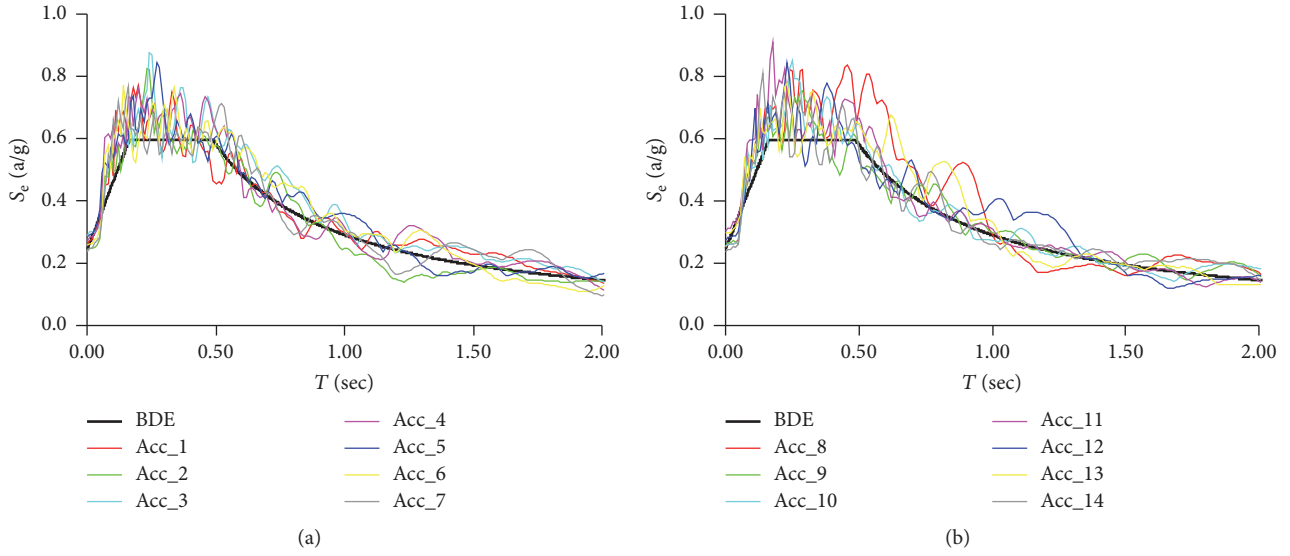 1.0
0.8
0.6
0.4
0.2
0.0
Se (a/g)
0.00 0.50 1.00 1.50 2.00
T (sec)
BDE
Acc_1
Acc_2
Acc_3
Acc_4
Acc_5
Acc_6
Acc_7
(a)
1.0
0.8
0.6
0.4
0.2
0.0
Se (a/g)
0.00 0.50 1.00 1.50 2.00
T (sec)
BDE
Acc_8
Acc_9
Acc_10
Acc_11
Acc_12
Acc_13
Acc_14
(b)